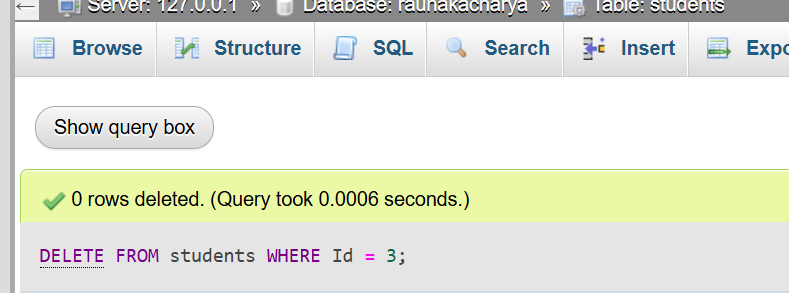 Server: 127.0.0.1 » Database: raunakacharya » Table: students
Browse Structure SQL Search Insert Expo
Show query box
0 rows deleted. (Query took 0.0006 seconds.)
DELETE FROM students WHERE Id = 3;